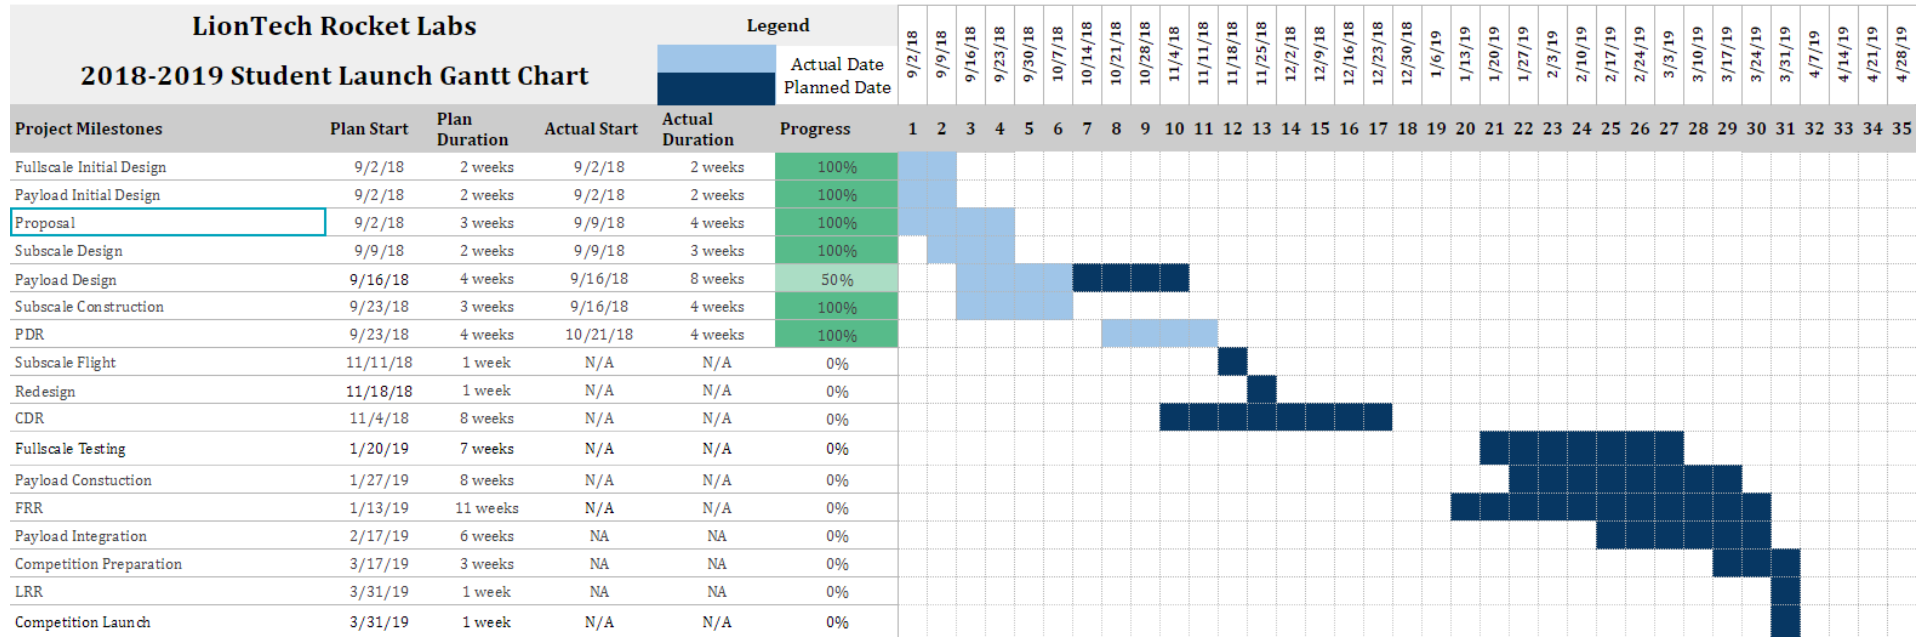 LionTech Rocket Labs
2018-2019 Student Launch Gantt Chart
Legend
Actual Date
Planned Date
9/2/18 9/9/18 9/16/18 9/23/18 9/30/18 10/7/18 10/14/18 10/21/18 10/28/18 11/4/18 11/11/18 11/18/18 11/25/18 12/2/18 12/9/18 12/16/18 12/23/18 12/30/18 1/6/19 1/13/19 1/20/19 1/27/19 2/3/19 2/10/19 2/17/19 2/24/19 3/3/19 3/10/19 3/17/19 3/24/19 3/31/19 4/7/19 4/14/19 4/21/19 4/28/19
Project Milestones Plan Start Plan Duration Actual Start Actual Duration Progress 1 2 3 4 5 6 7 8 9 10 11 12 13 14 15 16 17 18 19 20 21 22 23 24 25 26 27 28 29 30 31 32 33 34 35
Fullscale Initial Design 9/2/18 2 weeks 9/2/18 2 weeks 100%
Payload Initial Design 9/2/18 2 weeks 9/2/18 2 weeks 100%
Proposal 9/2/18 3 weeks 9/9/18 4 weeks 100%
Subscale Design 9/9/18 2 weeks 9/9/18 3 weeks 100%
Payload Design 9/16/18 4 weeks 9/16/18 8 weeks 50%
Subscale Construction 9/23/18 3 weeks 9/16/18 4 weeks 100%
PDR 9/23/18 4 weeks 10/21/18 4 weeks 100%
Subscale Flight 11/11/18 1 week N/A N/A 0%
Redesign 11/18/18 1 week N/A N/A 0%
CDR 11/4/18 8 weeks N/A N/A 0%
Fullscale Testing 1/20/19 7 weeks N/A N/A 0%
Payload Constuction 1/27/19 8 weeks N/A N/A 0%
FRR 1/13/19 11 weeks N/A N/A 0%
Payload Integration 2/17/19 6 weeks NA NA 0%
Competition Preparation 3/17/19 3 weeks NA NA 0%
LRR 3/31/19 1 week NA NA 0%
Competition Launch 3/31/19 1 week N/A N/A 0%